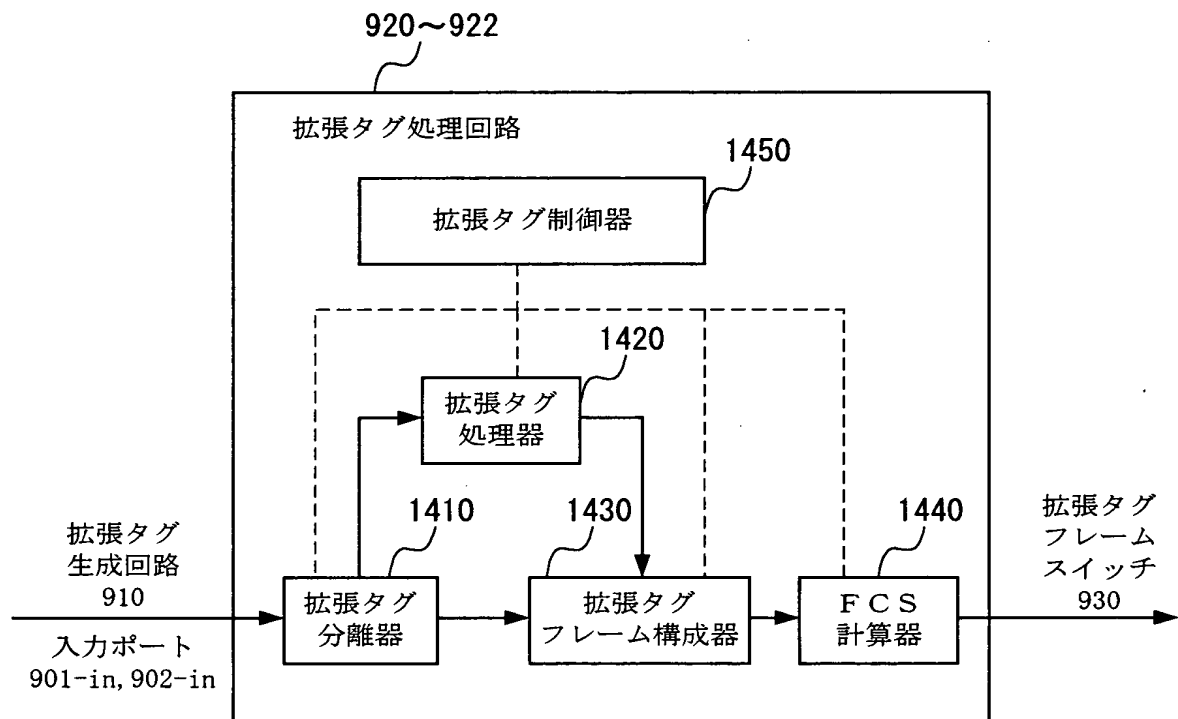 920～922
拡張タグ処理回路
1450
拡張タグ制御器
1420
拡張タグ
処理器
1410
1430
1440
拡張タグ
生成回路
910
入力ポート
901-in, 902-in
拡張タグ
分離器
拡張タグ
フレーム構成器
ＦＣＳ
計算器
拡張タグ
フレーム
スイッチ
930